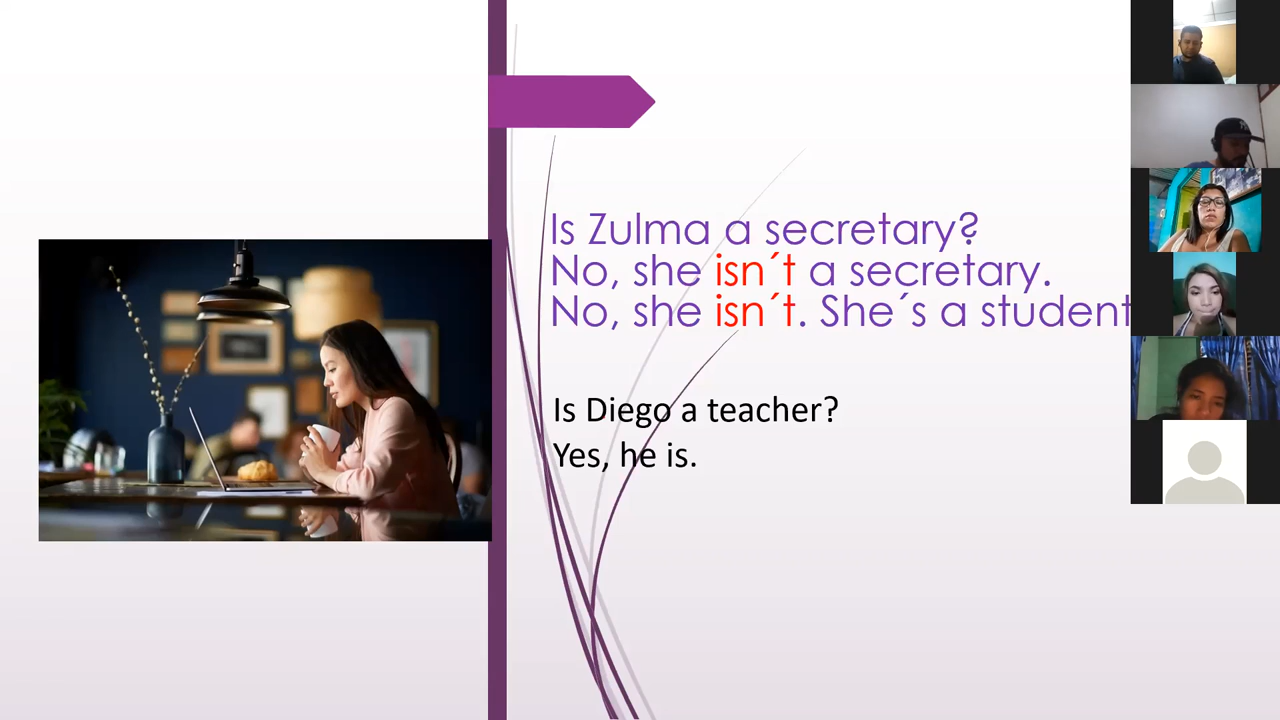 Is Zulma a secretary?
No, she isn´t a secretary.
No, she isn´t. She´s a student
Is Diego a teacher?
Yes, he is.